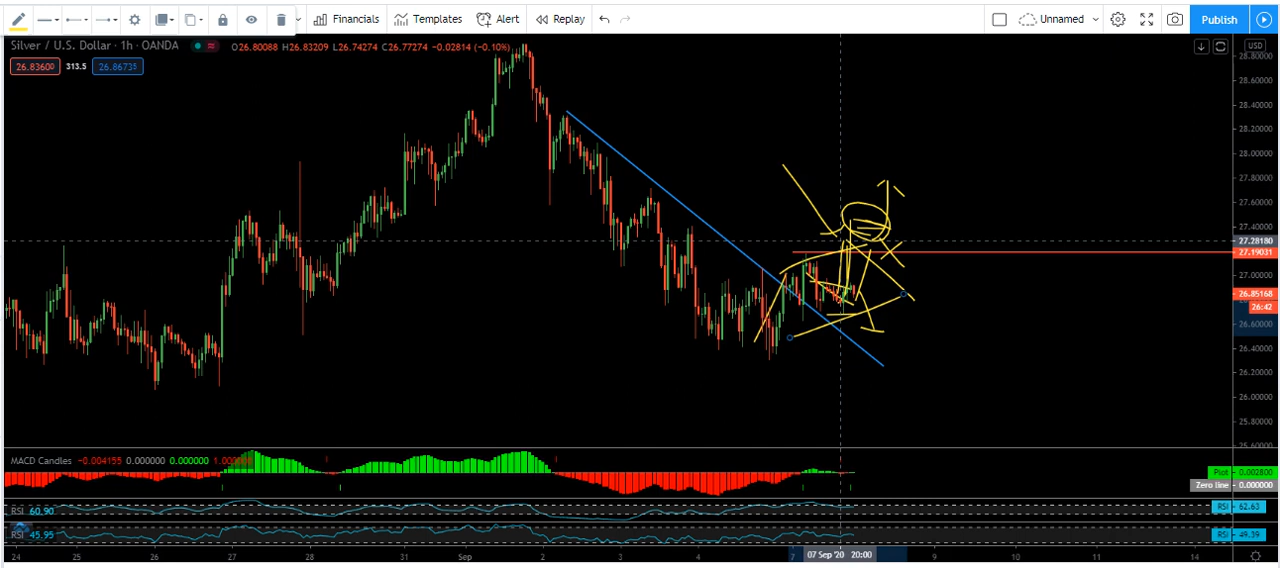 Financials Templates Alert Replay Unnamed Publish
Silver / U.S. Dollar · 1h · OANDA O26.80088 H26.83209 L26.74274 C26.77274 −0.02814 (−0.10%) USD
26.83600 313.5 26.86735
28.80000
28.60000
28.40000
28.20000
28.00000
27.80000
27.60000
27.40000
27.28180
27.19031
27.00000
26.85168
26:42
26.60000
26.40000
26.20000
26.00000
25.80000
25.60000
MACD Candles −0.004155 0.000000 0.000000
Plot 0.002800
Zero line 0.000000
RSI 60.90 RSI 62.63
RSI 45.95 RSI 49.39
24 25 26 27 28 31 Sep 2 3 4 7 07 Sep '20 20:00 9 10 11 14